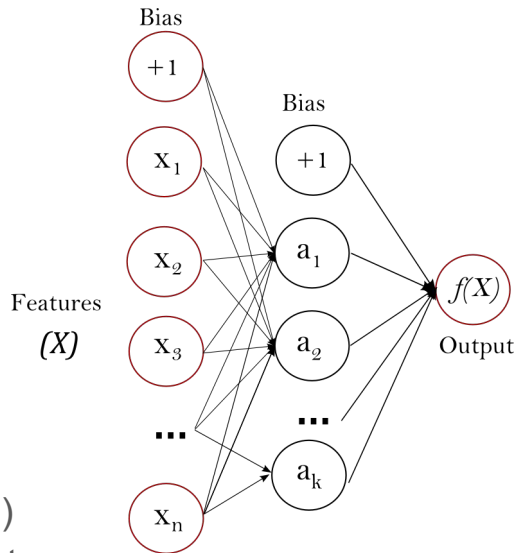 Bias
+1
x1
x2
x3
...
xn
Features
(X)
Bias
+1
a1
a2
...
ak
f(X)
Output
)